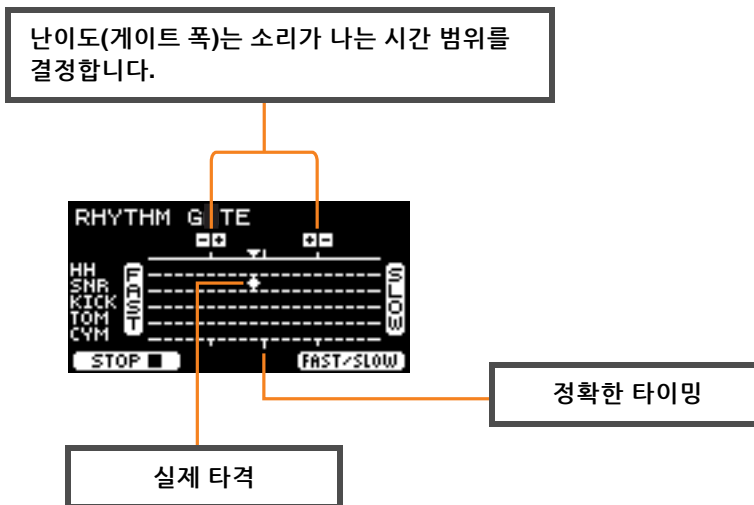 난이도(게이트 폭)는 소리가 나는 시간 범위를
결정합니다.
RHYTHM G TE
HH
SNR
KICK
TOM
CYM
FAST
SLOW
STOP ■
FAST/SLOW
정확한 타이밍
실제 타격